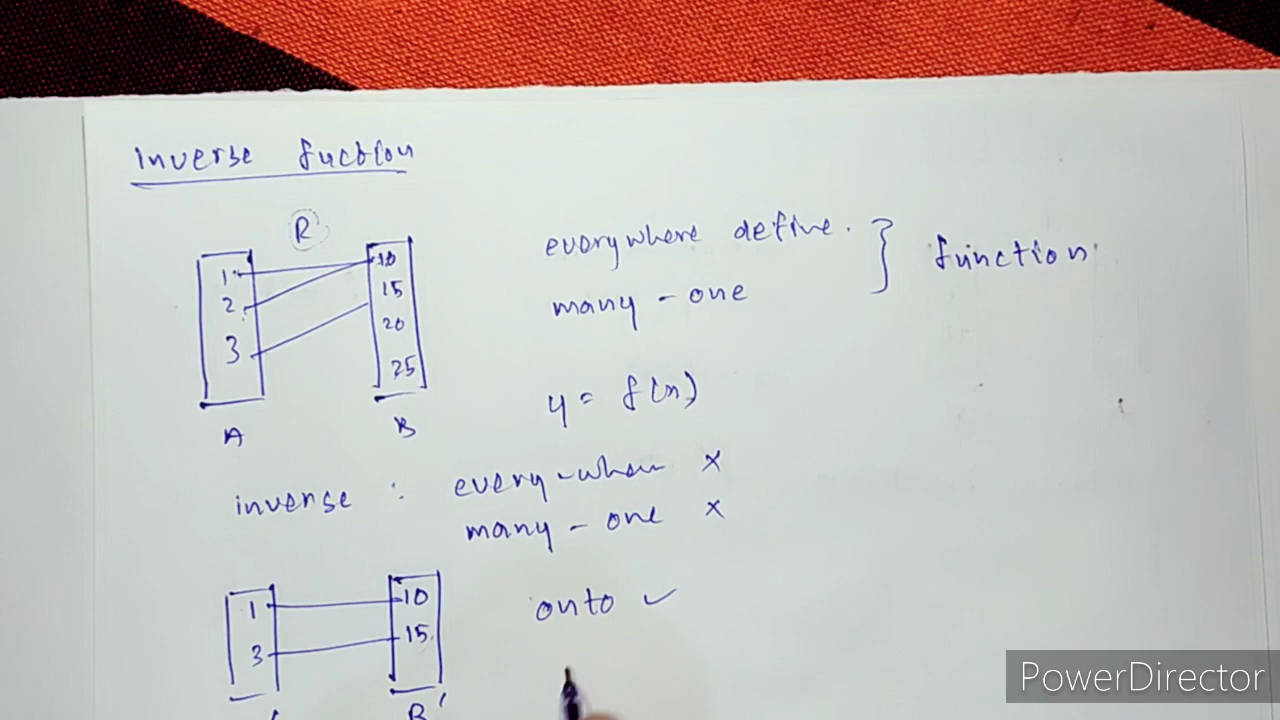 Inverse fuction
R
1 10
2 15
3 20
25
A B
everywhere define. } function
many - one
y = f(x)
inverse : every-when x
many - one x
1 10
3 15
B'
onto ✓
PowerDirector